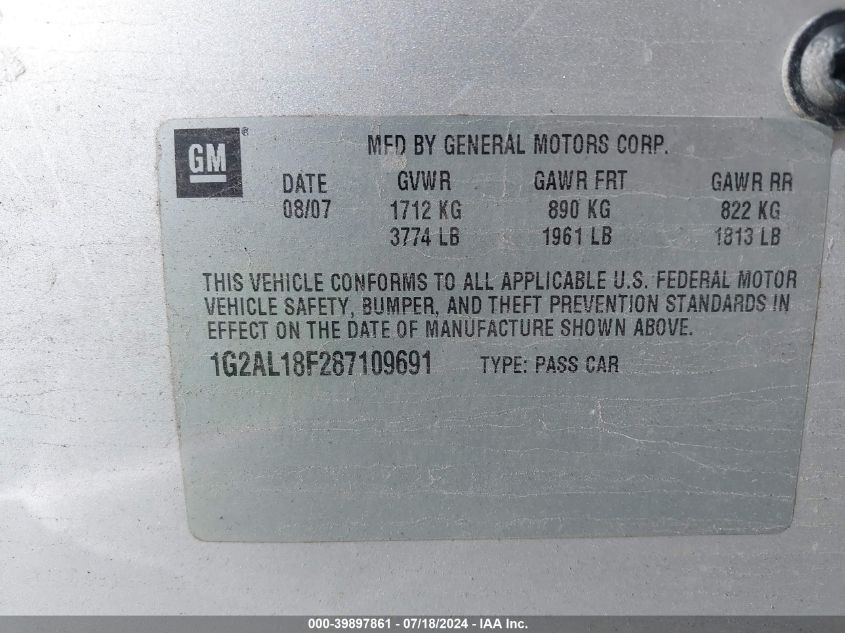 GM®
MFD BY GENERAL MOTORS CORP.
DATE GVWR GAWR FRT GAWR RR
08/07 1712 KG 890 KG 822 KG
3774 LB 1961 LB 1813 LB
THIS VEHICLE CONFORMS TO ALL APPLICABLE U.S. FEDERAL MOTOR
VEHICLE SAFETY, BUMPER, AND THEFT PREVENTION STANDARDS IN
EFFECT ON THE DATE OF MANUFACTURE SHOWN ABOVE.
1G2AL18F287109691 TYPE: PASS CAR
000-39897861 - 07/18/2024 - IAA Inc.